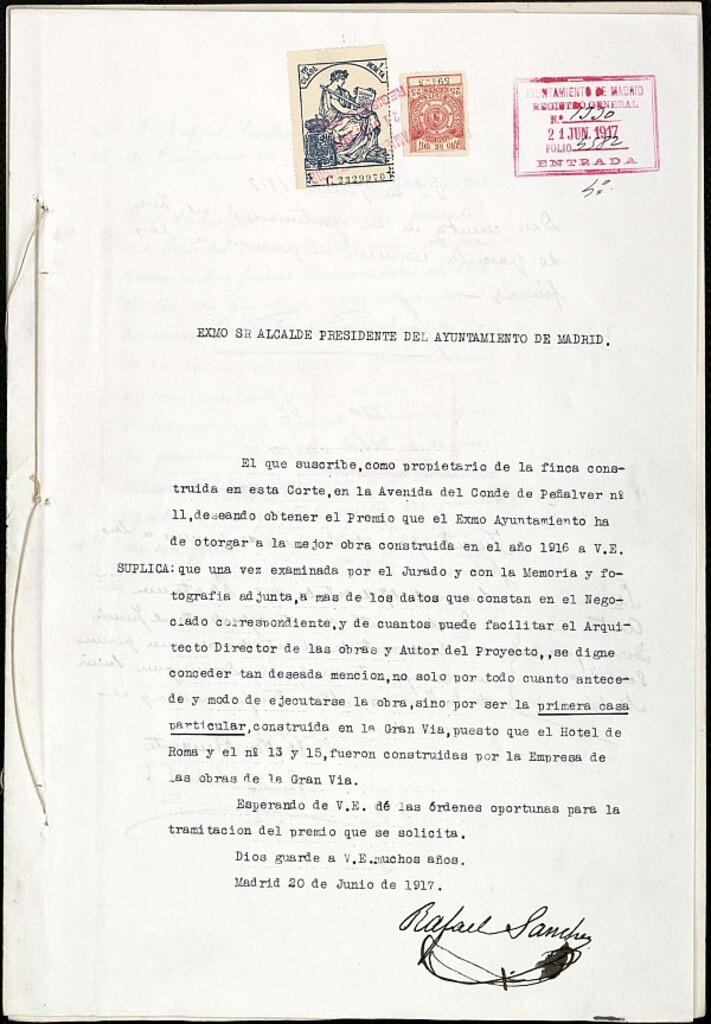 CLASE
PESETA
C.2329970
59445
25
25
AÑO DE 1917
AYUNTAMIENTO DE MADRID
REGISTRO GENERAL
N.º 1330
21 JUN. 1917
FOLIO
ENTRADA
EXMO SR ALCALDE PRESIDENTE DEL AYUNTAMIENTO DE MADRID.
El que suscribe,como propietario de la finca cons-
truida en esta Corte,en la Avenida del Conde de Peñalver nº
11,deseando obtener el Premio que el Exmo Ayuntamiento ha
de otorgar a la mejor obra construida en el año 1916 a V.E.
SUPLICA:que una vez examinada por el Jurado y con la Memoria y fo-
tografia adjunta,a mas de los datos que constan en el Nego-
ciado correspondiente,y de cuantos puede facilitar el Arqui-
tecto Director de las obras y Autor del Proyecto,,se digne
conceder tan deseada mencion,no solo por todo cuanto antece-
de y modo de ejecutarse la obra,sino por ser la primera casa
particular,construida en la Gran Via,puesto que el Hotel de
Roma y el nº 13 y 15,fueron construidas por la Empresa de
las obras de la Gran Via.
Esperando de V.E. dé las órdenes oportunas para la
tramitacion del premio que se solicita.
Dios guarde a V.E.muchos años.
Madrid 20 de Junio de 1917.
Rafael Sanchez